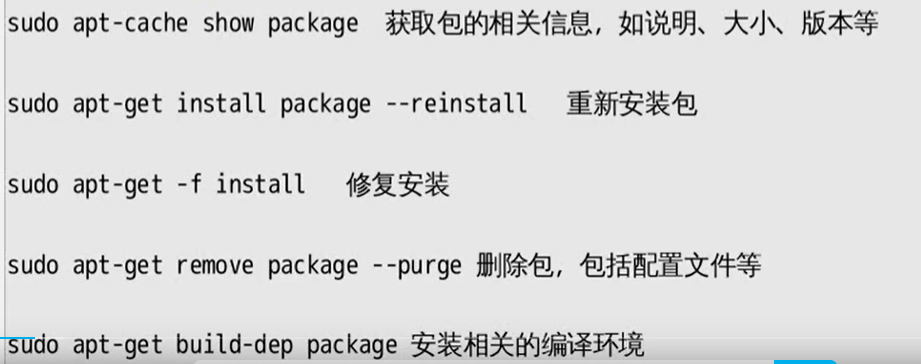 sudo apt-cache show package 获取包的相关信息，如说明、大小、版本等
sudo apt-get install package --reinstall 重新安装包
sudo apt-get -f install 修复安装
sudo apt-get remove package --purge 删除包，包括配置文件等
sudo apt-get build-dep package 安装相关的编译环境